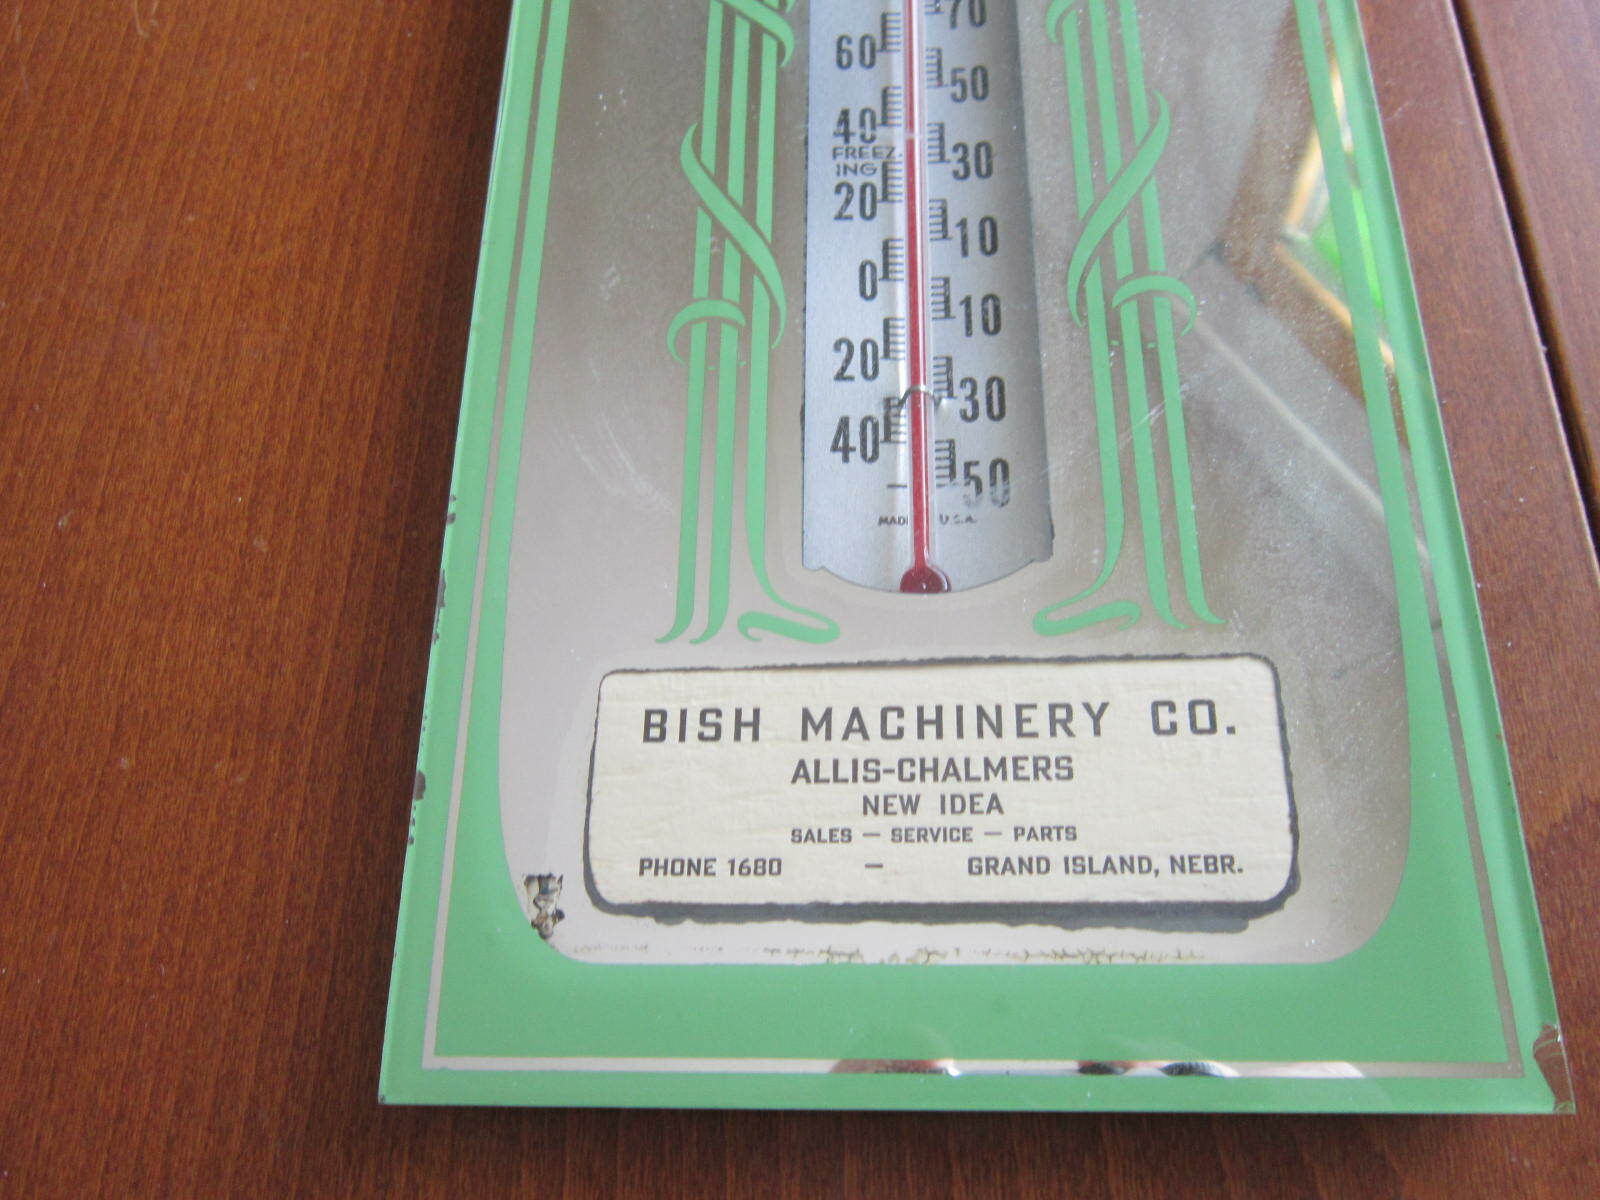 70
60
50
40
FREEZ.
ING
30
20
10
0
10
20
30
40
50
MADE U.S.A.
BISH MACHINERY CO.
ALLIS-CHALMERS
NEW IDEA
SALES — SERVICE — PARTS
PHONE 1680 — GRAND ISLAND, NEBR.